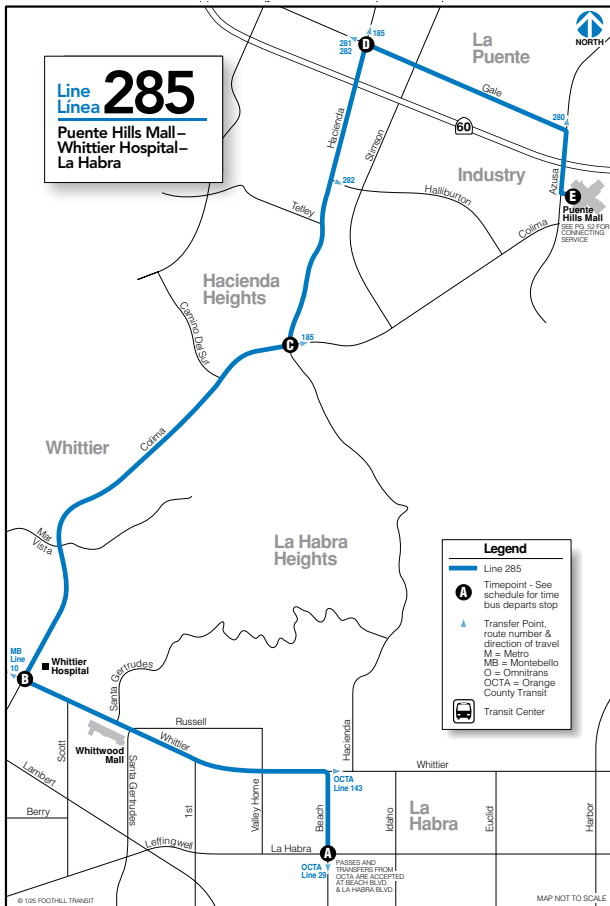 Line
Línea
285
Puente Hills Mall–
Whittier Hospital–
La Habra
281
282
185
D
La
Puente
NORTH
Gale
280
60
Hacienda
Stimson
Industry
282
Halliburton
Azusa
E
Puente
Hills Mall
SEE PG. 52 FOR
CONNECTING
SERVICE
Tetley
Colima
Hacienda
Heights
Camino Del Sur
C
185
Whittier
Colima
Mar
Vista
La Habra
Heights
Legend
Line 285
A
Timepoint - See
schedule for time
bus departs stop
Transfer Point,
route number &
direction of travel
M = Metro
MB = Montebello
O = Omnitrans
OCTA = Orange
County Transit
Transit Center
MB
Line
10
B
Whittier
Hospital
Santa Gertrudes
Russell
Hacienda
Scott
Whittwood
Mall
Whittier
Whittier
Santa Gertrudes
OCTA
Line 143
Lambert
1st
Valley Home
Beach
Idaho
La
Habra
Euclid
Harbor
Berry
Leffingwell
La Habra
A
OCTA
Line 29
PASSES AND
TRANSFERS FROM
OCTA ARE ACCEPTED
AT BEACH BLVD.
& LA HABRA BLVD.
© 1/25 FOOTHILL TRANSIT
MAP NOT TO SCALE